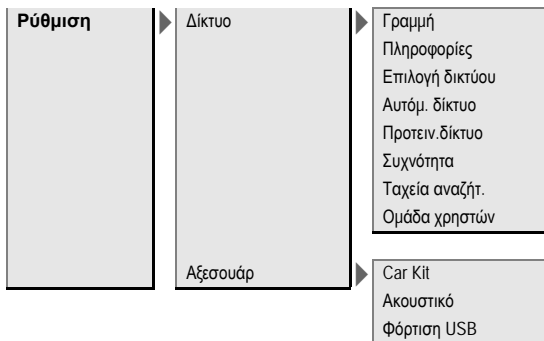 Ρύθμιση
Δίκτυο
Γραμμή
Πληροφορίες
Επιλογή δικτύου
Αυτόμ. δίκτυο
Προτειν.δίκτυο
Συχνότητα
Ταχεία αναζήτ.
Ομάδα χρηστών
Αξεσουάρ
Car Kit
Ακουστικό
Φόρτιση USB